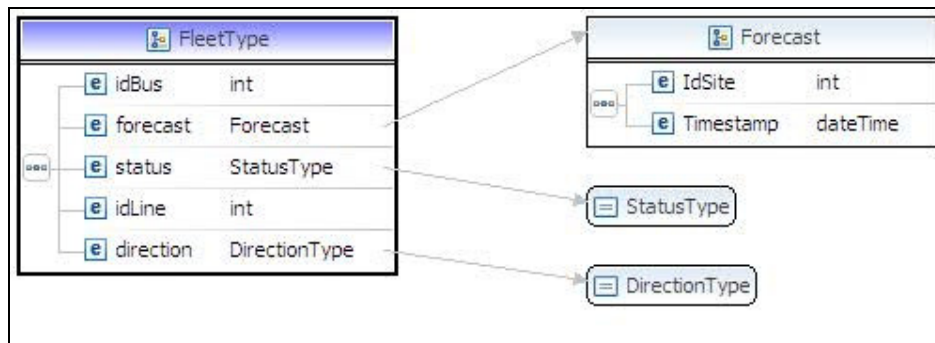 FleetType
e idBus int
e forecast Forecast
e status StatusType
e idLine int
e direction DirectionType
Forecast
e IdSite int
e Timestamp dateTime
StatusType
DirectionType